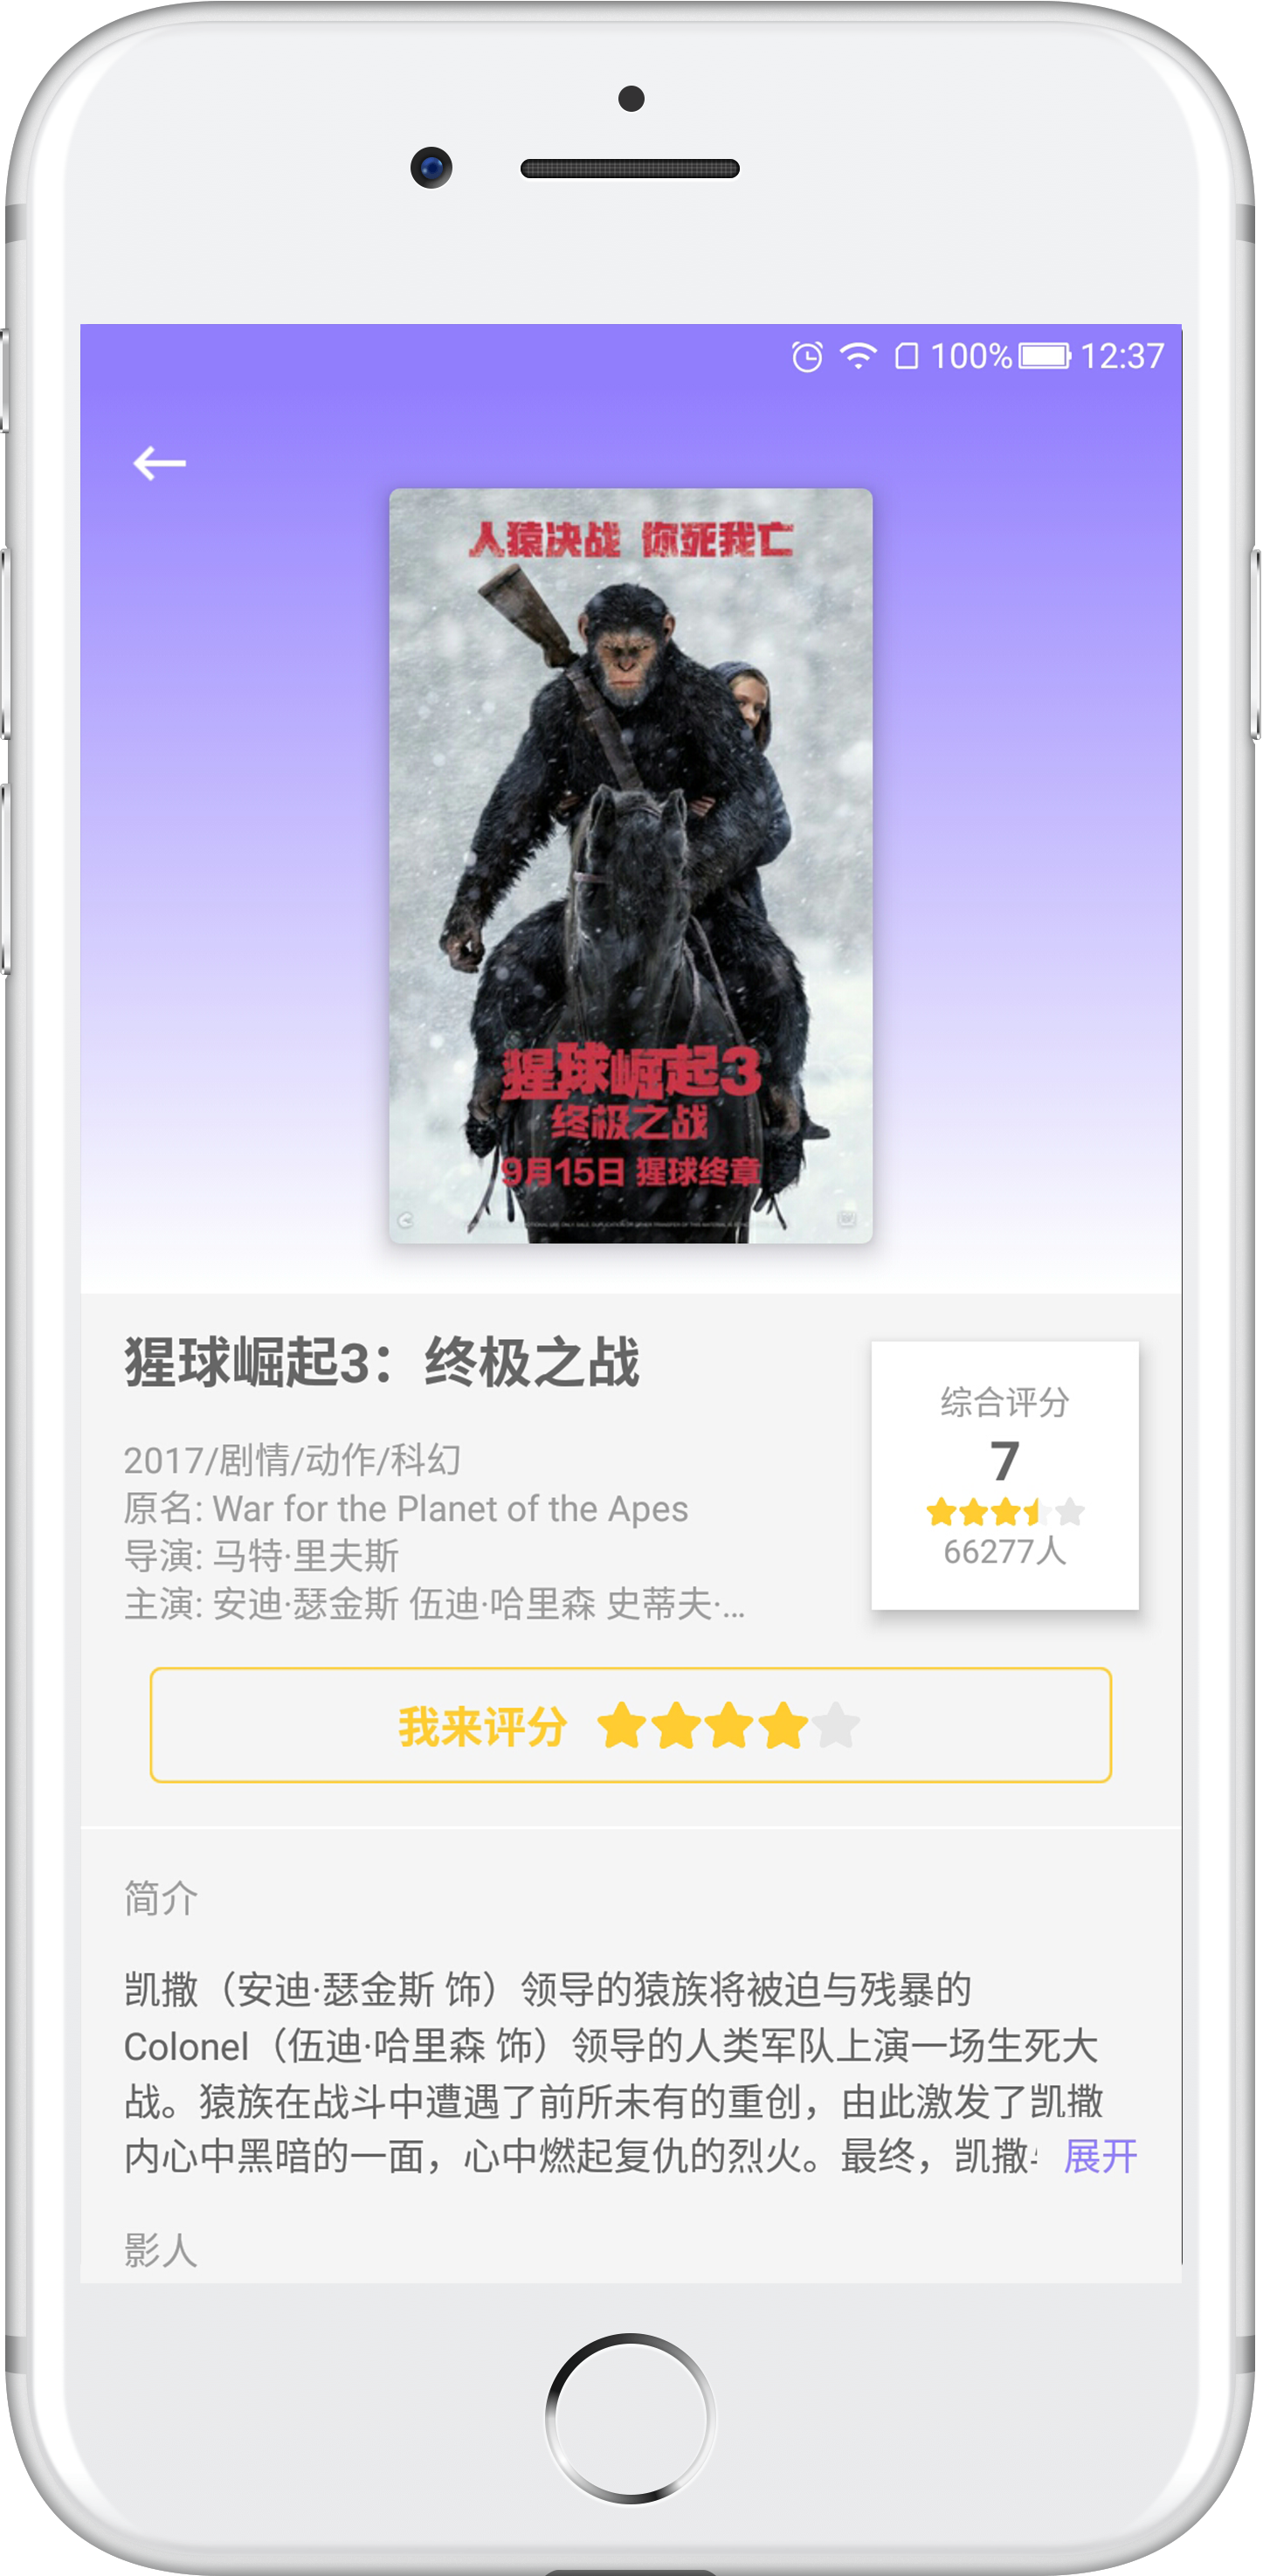 100% 12:37
人猿决战 你死我亡
猩球崛起3
终极之战
9月15日 猩球终章
猩球崛起3：终极之战
2017/剧情/动作/科幻
原名: War for the Planet of the Apes
导演: 马特·里夫斯
主演: 安迪·瑟金斯 伍迪·哈里森 史蒂夫·...
综合评分
7
66277人
我来评分
简介
凯撒（安迪·瑟金斯 饰）领导的猿族将被迫与残暴的
Colonel（伍迪·哈里森 饰）领导的人类军队上演一场生死大
战。猿族在战斗中遭遇了前所未有的重创，由此激发了凯撒
内心中黑暗的一面，心中燃起复仇的烈火。最终，凯撒 展开
影人